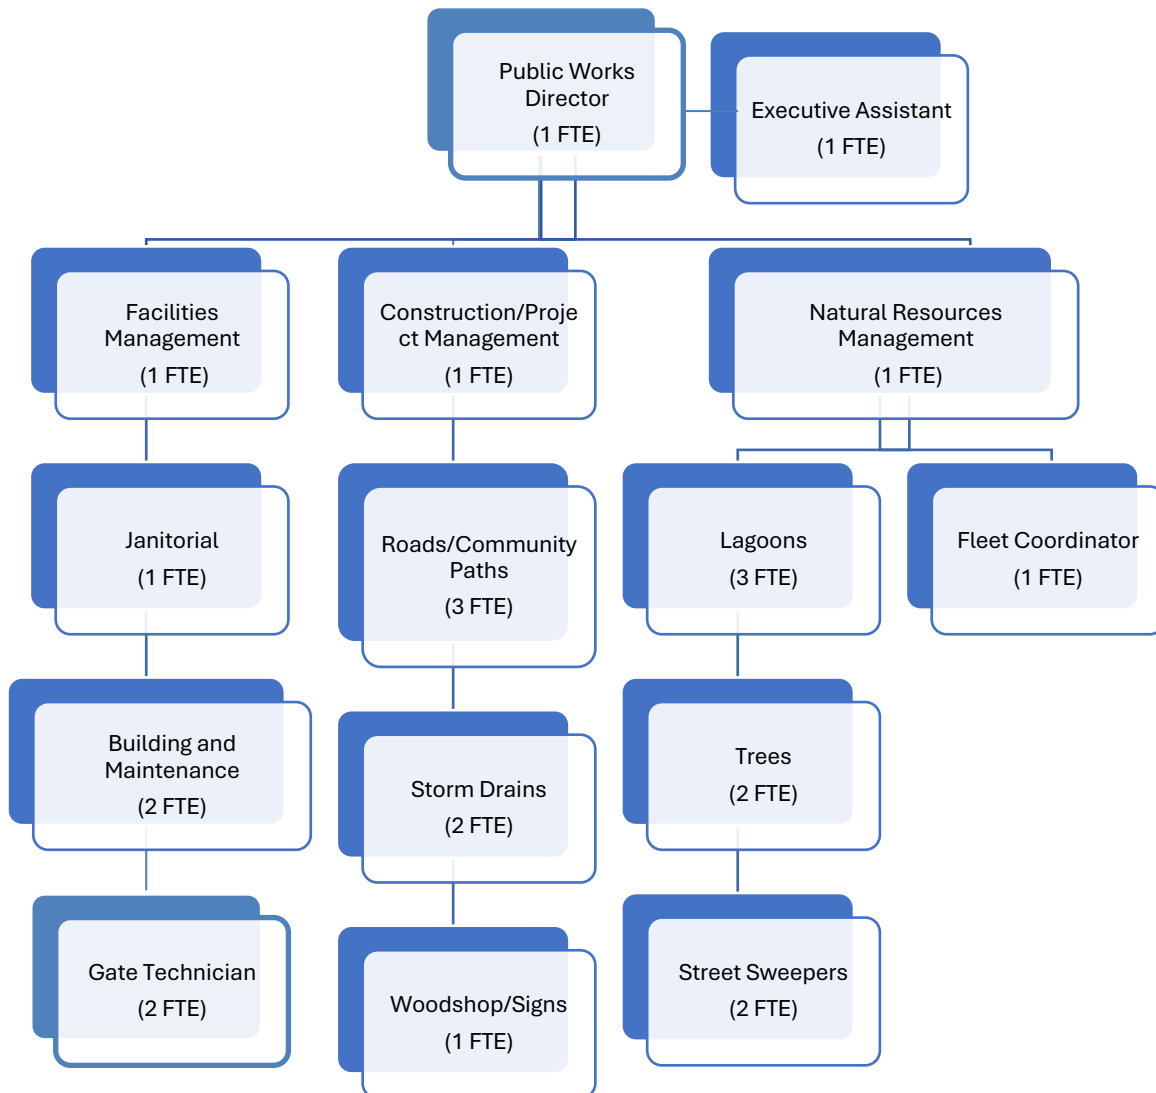 Public Works
Director
(1 FTE)
Executive Assistant
(1 FTE)
Facilities
Management
(1 FTE)
Construction/Proje
ct Management
(1 FTE)
Natural Resources
Management
(1 FTE)
Janitorial
(1 FTE)
Roads/Community
Paths
(3 FTE)
Lagoons
(3 FTE)
Fleet Coordinator
(1 FTE)
Building and
Maintenance
(2 FTE)
Storm Drains
(2 FTE)
Trees
(2 FTE)
Gate Technician
(2 FTE)
Woodshop/Signs
(1 FTE)
Street Sweepers
(2 FTE)